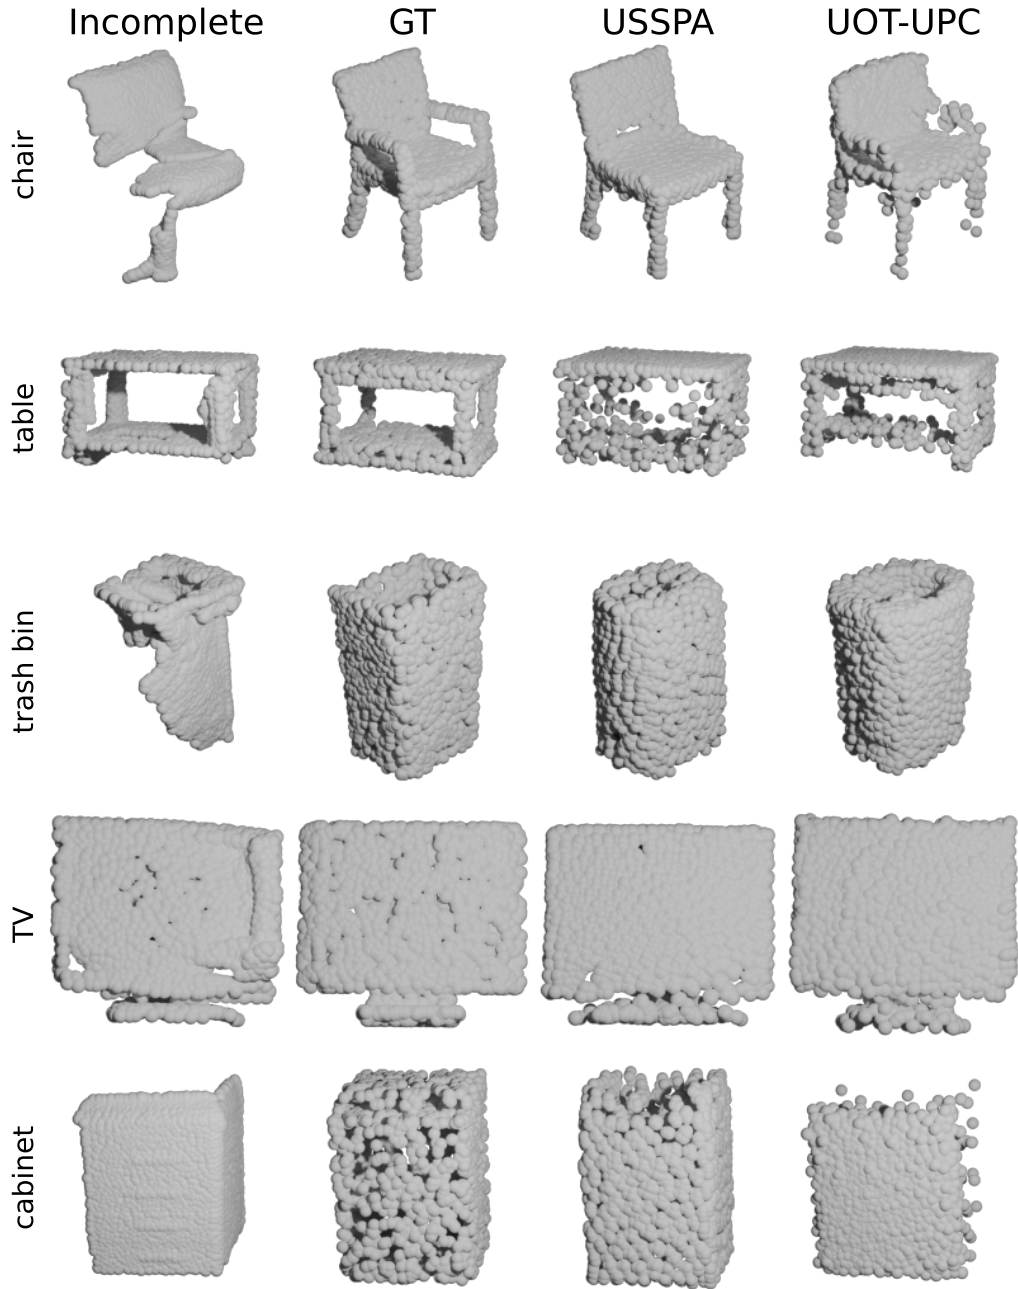 Incomplete GT USSPA UOT-UPC
chair
table
trash bin
TV
cabinet